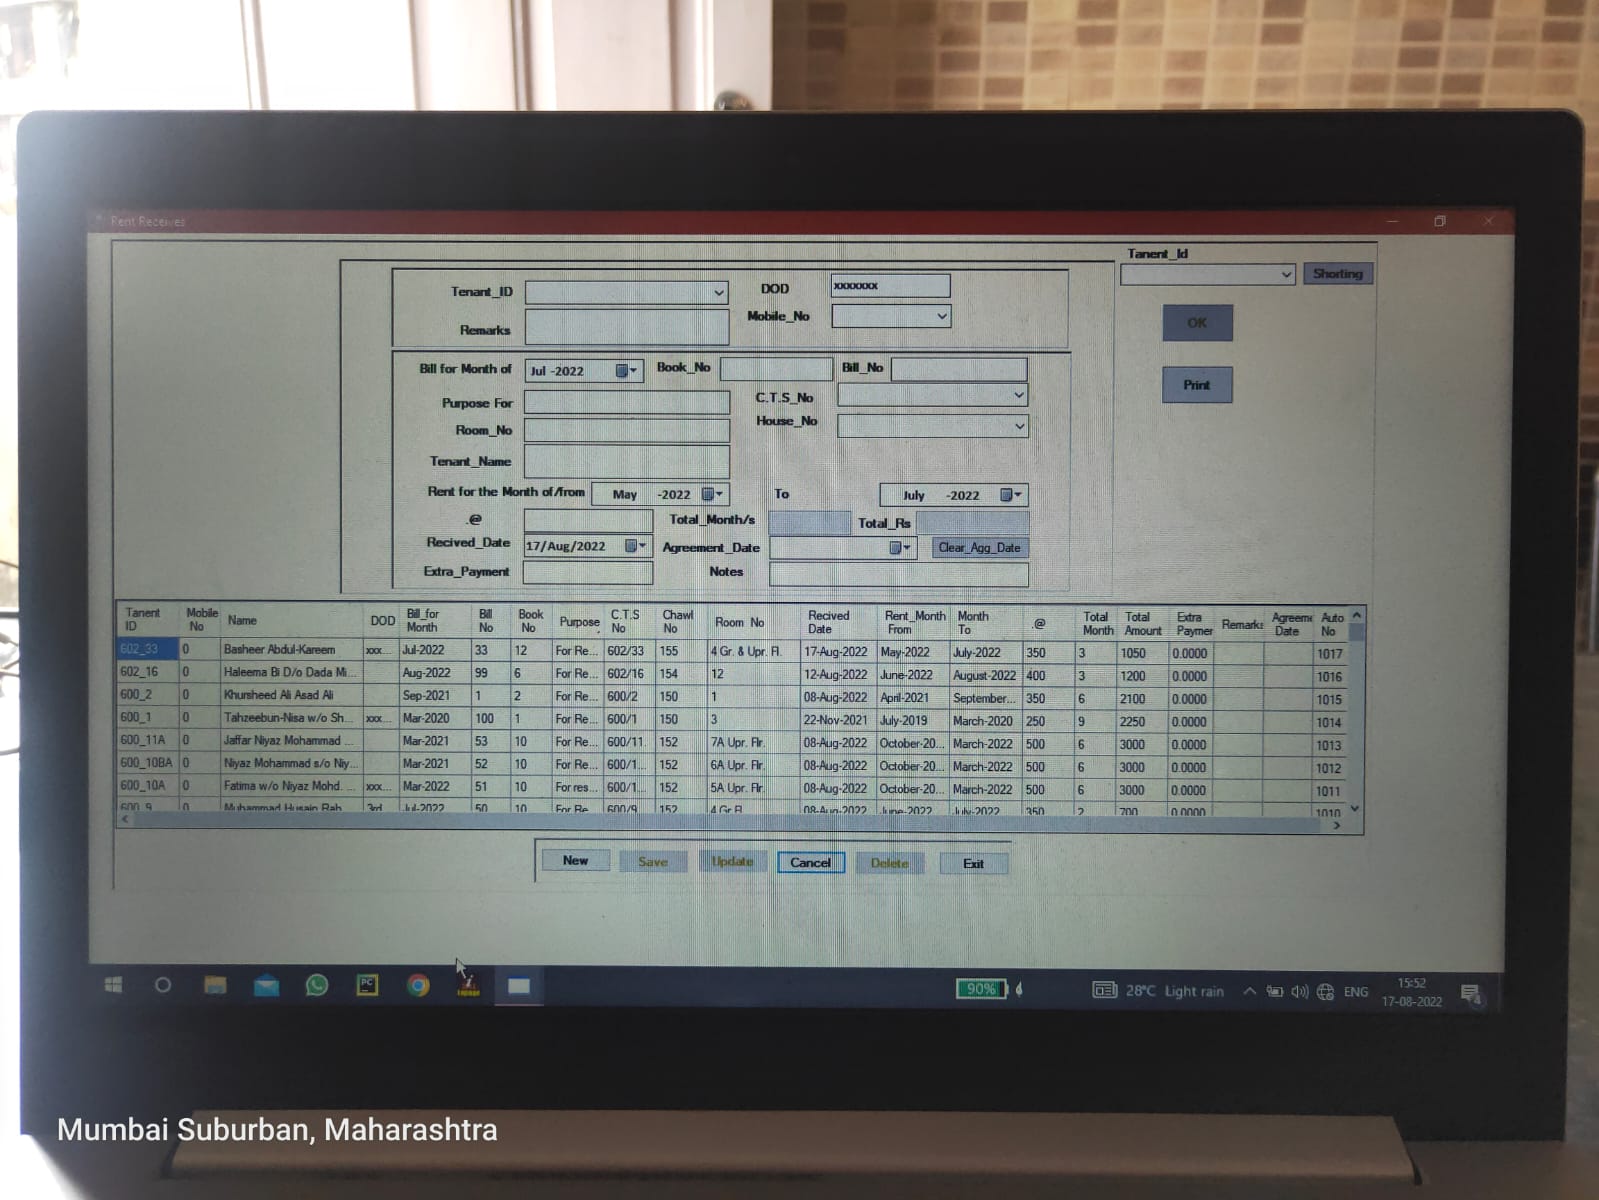 Rent Receives
Tanent_Id
Shorting
Tenant_ID DOD xxxxxxx
Remarks Mobile_No
OK
Bill for Month of Jul -2022 Book_No Bill_No
Print
Purpose For C.T.S_No
Room_No House_No
Tenant_Name
Rent for the Month of/from May -2022 To July -2022
.@ Total_Month/s Total_Rs
Recived_Date 17/Aug/2022 Agreement_Date Clear_Agg_Date
Extra_Payment Notes
Tanent ID Mobile No Name DOD Bill_for Month Bill No Book No Purpose C.T.S No Chawl No Room No Recived Date Rent_Month From Month To .@ Total Month Total Amount Extra Paymer Remarks Agreeme Date Auto No
602_33 0 Basheer Abdul-Kareem xxx... Jul-2022 33 12 For Re... 602/33 155 4 Gr. & Upr. Fl. 17-Aug-2022 May-2022 July-2022 350 3 1050 0.0000 1017
602_16 0 Haleema Bi D/o Dada Mi... Aug-2022 99 6 For Re... 602/16 154 12 12-Aug-2022 June-2022 August-2022 400 3 1200 0.0000 1016
600_2 0 Khursheed Ali Asad Ali Sep-2021 1 2 For Re... 600/2 150 1 08-Aug-2022 April-2021 September... 350 6 2100 0.0000 1015
600_1 0 Tahzeebun-Nisa w/o Sh... xxx... Mar-2020 100 1 For Re... 600/1 150 3 22-Nov-2021 July-2019 March-2020 250 9 2250 0.0000 1014
600_11A 0 Jaffar Niyaz Mohammad ... Mar-2021 53 10 For Re... 600/11. 152 7A Upr. Flr. 08-Aug-2022 October-20... March-2022 500 6 3000 0.0000 1013
600_10BA 0 Niyaz Mohammad s/o Niy... Mar-2021 52 10 For Re... 600/1... 152 6A Upr. Flr. 08-Aug-2022 October-20... March-2022 500 6 3000 0.0000 1012
600_10A 0 Fatima w/o Niyaz Mohd. ... xxx... Mar-2022 51 10 For res... 600/1... 152 5A Upr. Flr. 08-Aug-2022 October-20... March-2022 500 6 3000 0.0000 1011
600_9 0 Muhammad Husain Rah 3rd Jul-2022 50 10 For Re 600/9 152 4 Gr Fl 08-Aug-2022 June-2022 July-2022 350 2 700 0.0000 1010
New Save Update Cancel Delete Exit
PC
90% 28°C Light rain ENG 15:52
17-08-2022
4
Mumbai Suburban, Maharashtra